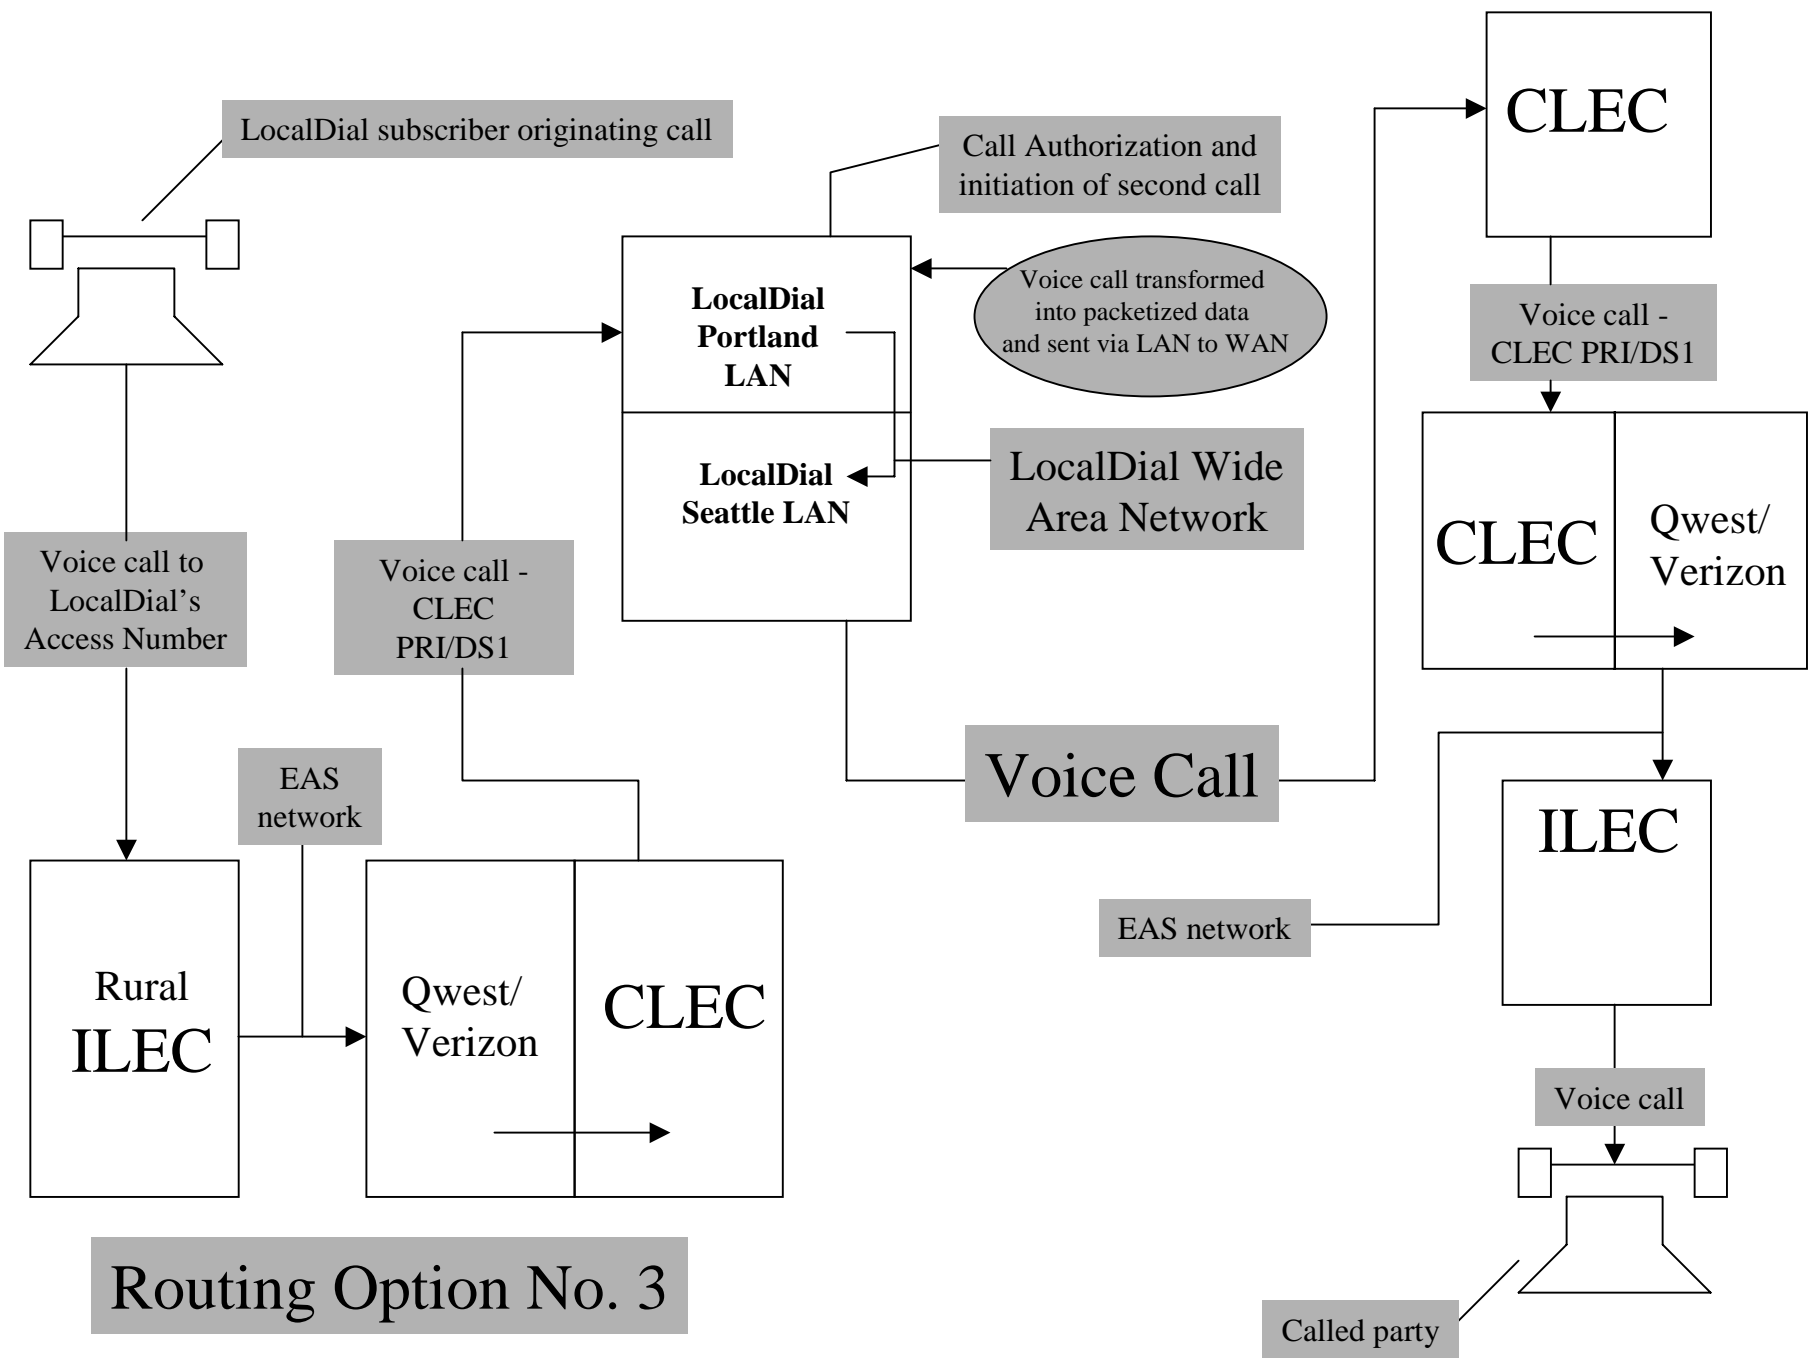 LocalDial subscriber originating call
Voice call to
LocalDial’s
Access Number
Rural
ILEC
EAS
network
Qwest/
Verizon
CLEC
Voice call -
CLEC
PRI/DS1
LocalDial
Portland
LAN
LocalDial
Seattle LAN
Call Authorization and
initiation of second call
Voice call transformed
into packetized data
and sent via LAN to WAN
LocalDial Wide
Area Network
Voice Call
CLEC
Voice call -
CLEC PRI/DS1
CLEC
Qwest/
Verizon
EAS network
ILEC
Voice call
Called party
Routing Option No. 3